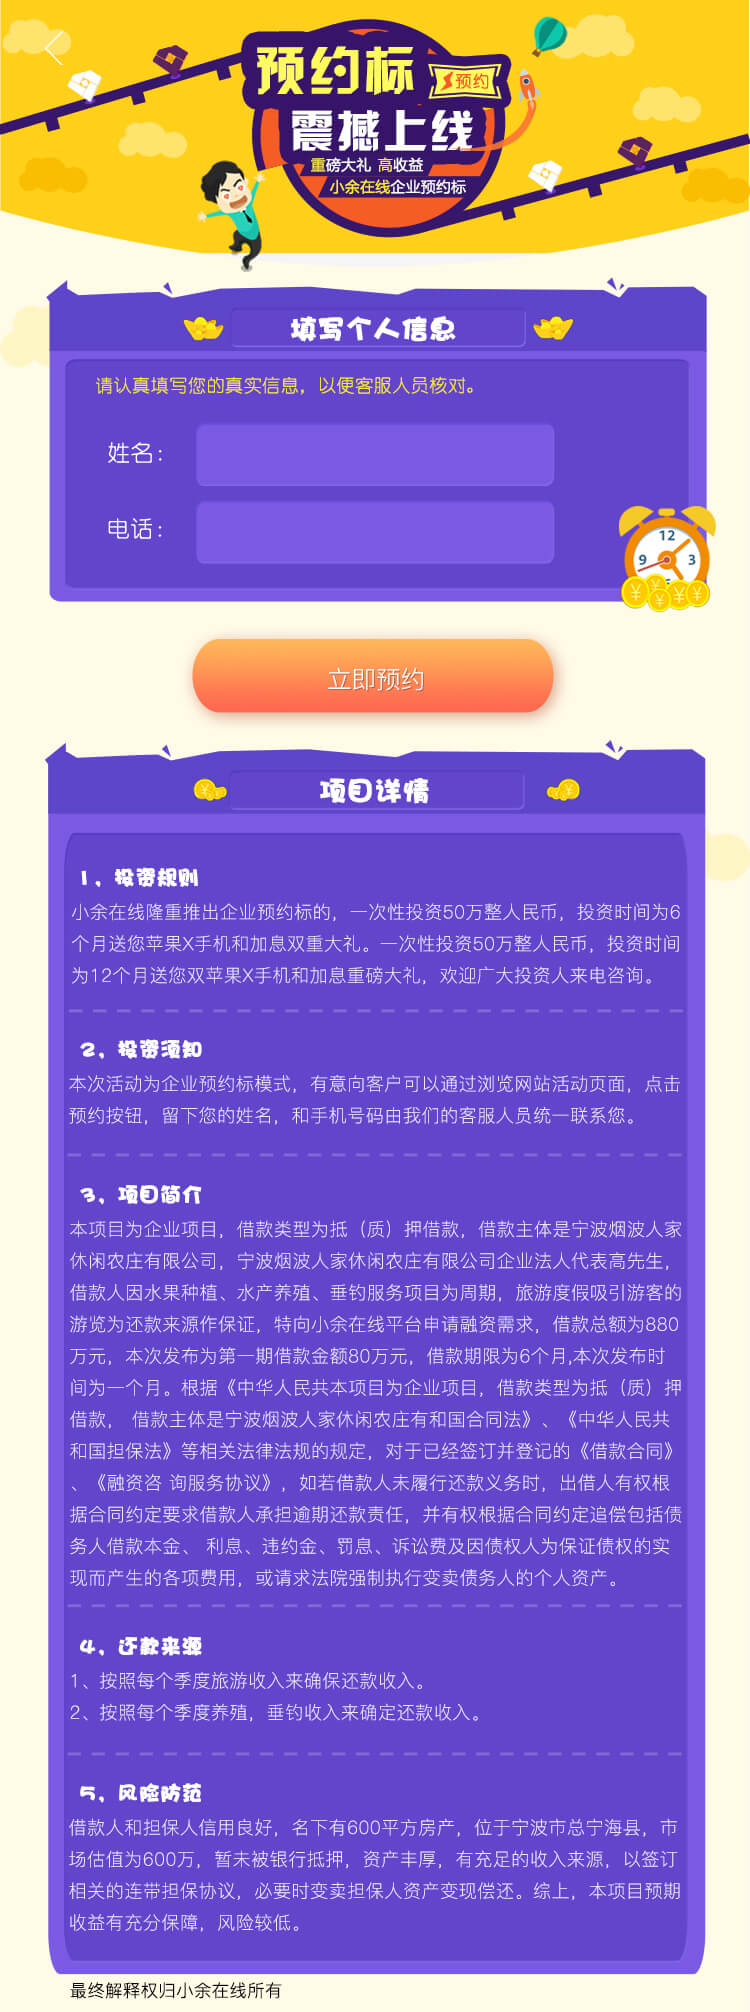 预约标
预约
震撼上线
重磅大礼 高收益
小余在线企业预约标
填写个人信息
请认真填写您的真实信息，以便客服人员核对。
姓名：
电话：
12
9
3
立即预约
项目详情
1，投资规则
小余在线隆重推出企业预约标的，一次性投资50万整人民币，投资时间为6
个月送您苹果X手机和加息双重大礼。一次性投资50万整人民币，投资时间
为12个月送您双苹果X手机和加息重磅大礼，欢迎广大投资人来电咨询。
2，投资须知
本次活动为企业预约标模式，有意向客户可以通过浏览网站活动页面，点击
预约按钮，留下您的姓名，和手机号码由我们的客服人员统一联系您。
3，项目简介
本项目为企业项目，借款类型为抵（质）押借款，借款主体是宁波烟波人家
休闲农庄有限公司，宁波烟波人家休闲农庄有限公司企业法人代表高先生，
借款人因水果种植、水产养殖、垂钓服务项目为周期，旅游度假吸引游客的
游览为还款来源作保证，特向小余在线平台申请融资需求，借款总额为880
万元，本次发布为第一期借款金额80万元，借款期限为6个月,本次发布时
间为一个月。根据《中华人民共本项目为企业项目，借款类型为抵（质）押
借款， 借款主体是宁波烟波人家休闲农庄有和国合同法》、《中华人民共
和国担保法》等相关法律法规的规定，对于已经签订并登记的《借款合同》
、《融资咨 询服务协议》，如若借款人未履行还款义务时，出借人有权根
据合同约定要求借款人承担逾期还款责任，并有权根据合同约定追偿包括债
务人借款本金、 利息、违约金、罚息、诉讼费及因债权人为保证债权的实
现而产生的各项费用，或请求法院强制执行变卖债务人的个人资产。
4，还款来源
1、按照每个季度旅游收入来确保还款收入。
2、按照每个季度养殖，垂钓收入来确定还款收入。
5，风险防范
借款人和担保人信用良好，名下有600平方房产，位于宁波市总宁海县，市
场估值为600万，暂未被银行抵押，资产丰厚，有充足的收入来源，以签订
相关的连带担保协议，必要时变卖担保人资产变现偿还。综上，本项目预期
收益有充分保障，风险较低。
最终解释权归小余在线所有